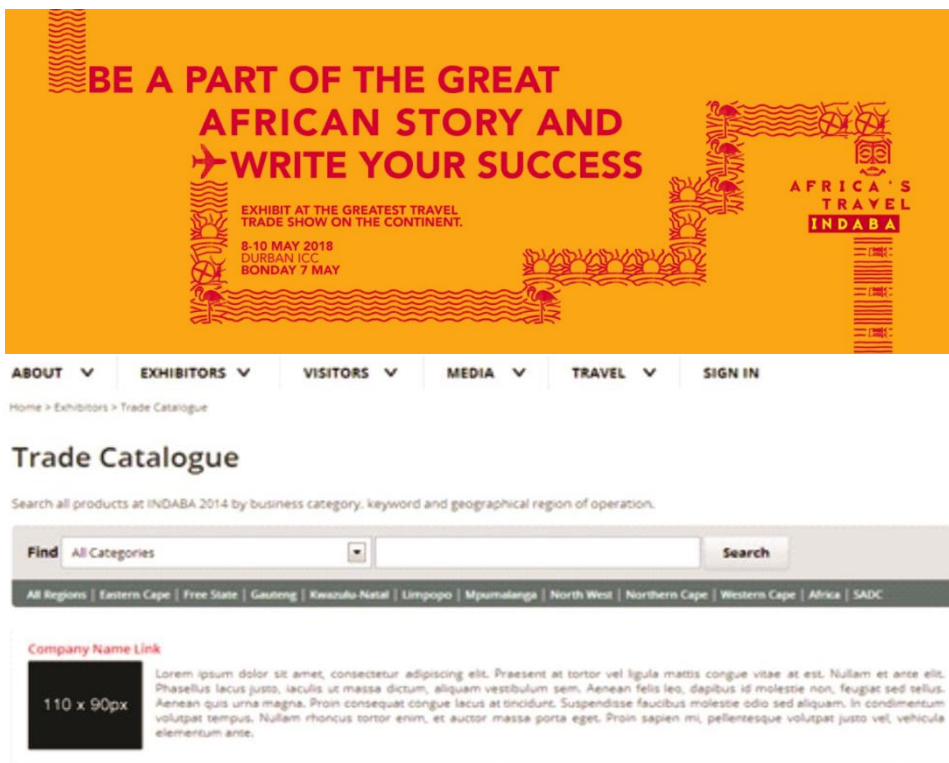 BE A PART OF THE GREAT
AFRICAN STORY AND
WRITE YOUR SUCCESS
EXHIBIT AT THE GREATEST TRAVEL
TRADE SHOW ON THE CONTINENT.
8-10 MAY 2018
DURBAN ICC
BONDAY 7 MAY
AFRICA'S
TRAVEL
INDABA
ABOUT EXHIBITORS VISITORS MEDIA TRAVEL SIGN IN
Home > Exhibitors > Trade Catalogue
Trade Catalogue
Search all products at INDABA 2014 by business category, keyword and geographical region of operation.
Find All Categories Search
All Regions | Eastern Cape | Free State | Gauteng | Kwazulu-Natal | Limpopo | Mpumalanga | North West | Northern Cape | Western Cape | Africa | SADC
Company Name Link
110 x 90px
Lorem ipsum dolor sit amet, consectetur adipiscing elit. Praesent at tortor vel ligula mattis congue vitae at est. Nullam et ante elit.
Phasellus lacus justo, iaculis ut massa dictum, aliquam vestibulum sem. Aenean felis leo, dapibus id molestie non, feugiat sed tellus.
Aenean quis urna magna. Proin consequat congue lacus at tincidunt. Suspendisse faucibus molestie odio sed aliquam. In condimentum
volutpat tempus. Nullam rhoncus tortor enim, et auctor massa porta eget. Proin sapien mi, pellentesque volutpat justo vel, vehicula
elementum ante.